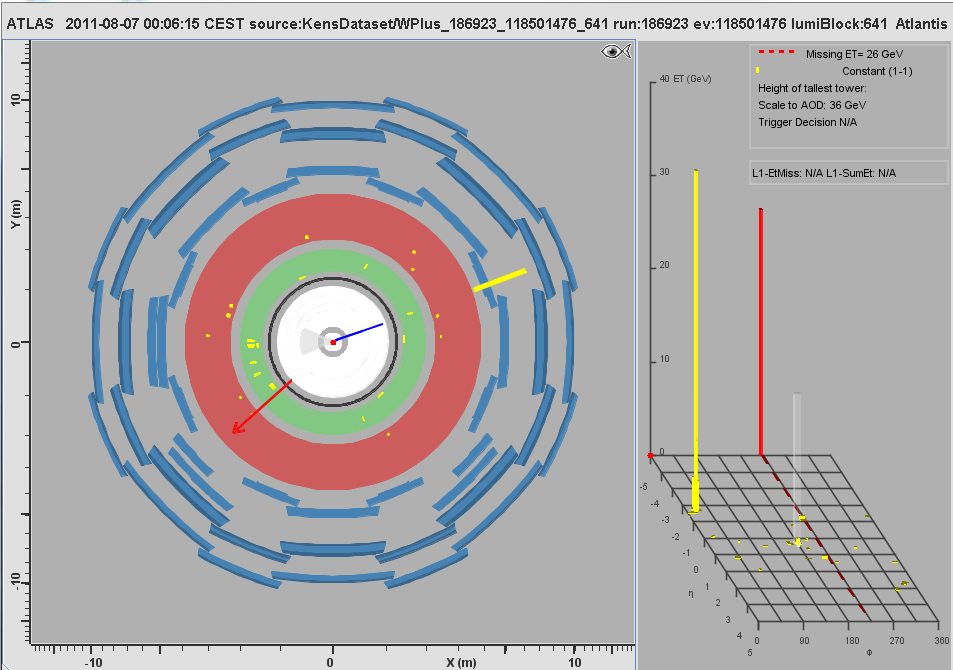 ATLAS 2011-08-07 00:06:15 CEST source:KensDataset/WPlus_186923_118501476_641 run:186923 ev:118501476 lumiBlock:641 Atlantis
Missing ET= 26 GeV
Constant (1-1)
Height of tallest tower:
Scale to AOD: 36 GeV
Trigger Decision N/A
L1-EtMiss: N/A L1-SumEt: N/A
10
Y (m)
0
-10
-10
0
X (m)
10
40 ET (GeV)
30
20
10
0
-5
-4
-3
-2
-1
0
η
1
2
3
4
5
0
90
180
270
360
Φ